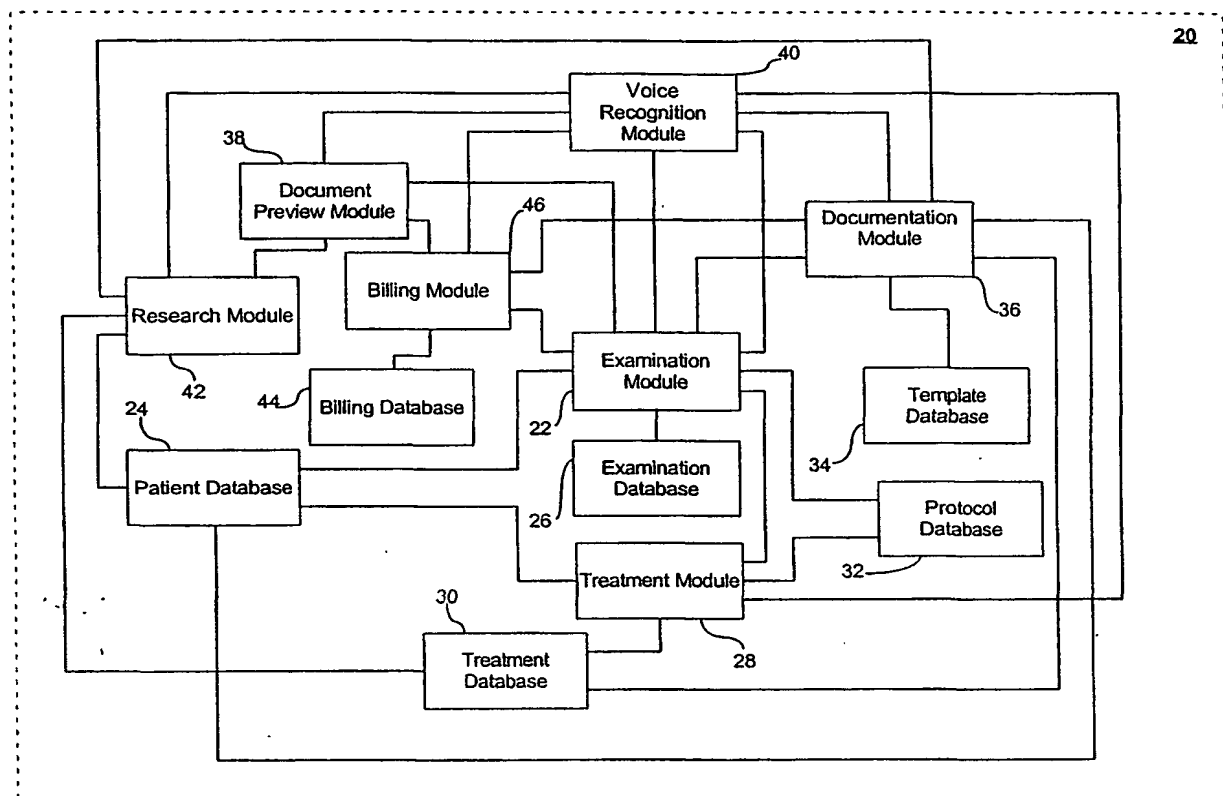 20
40
Voice
Recognition
Module
38
Document
Preview Module
46
Documentation
Module
36
Billing Module
Research Module
42
Examination
Module
22
44
Billing Database
Template
Database
34
24
Patient Database
Examination
Database
26
Protocol
Database
32
Treatment Module
28
30
Treatment
Database